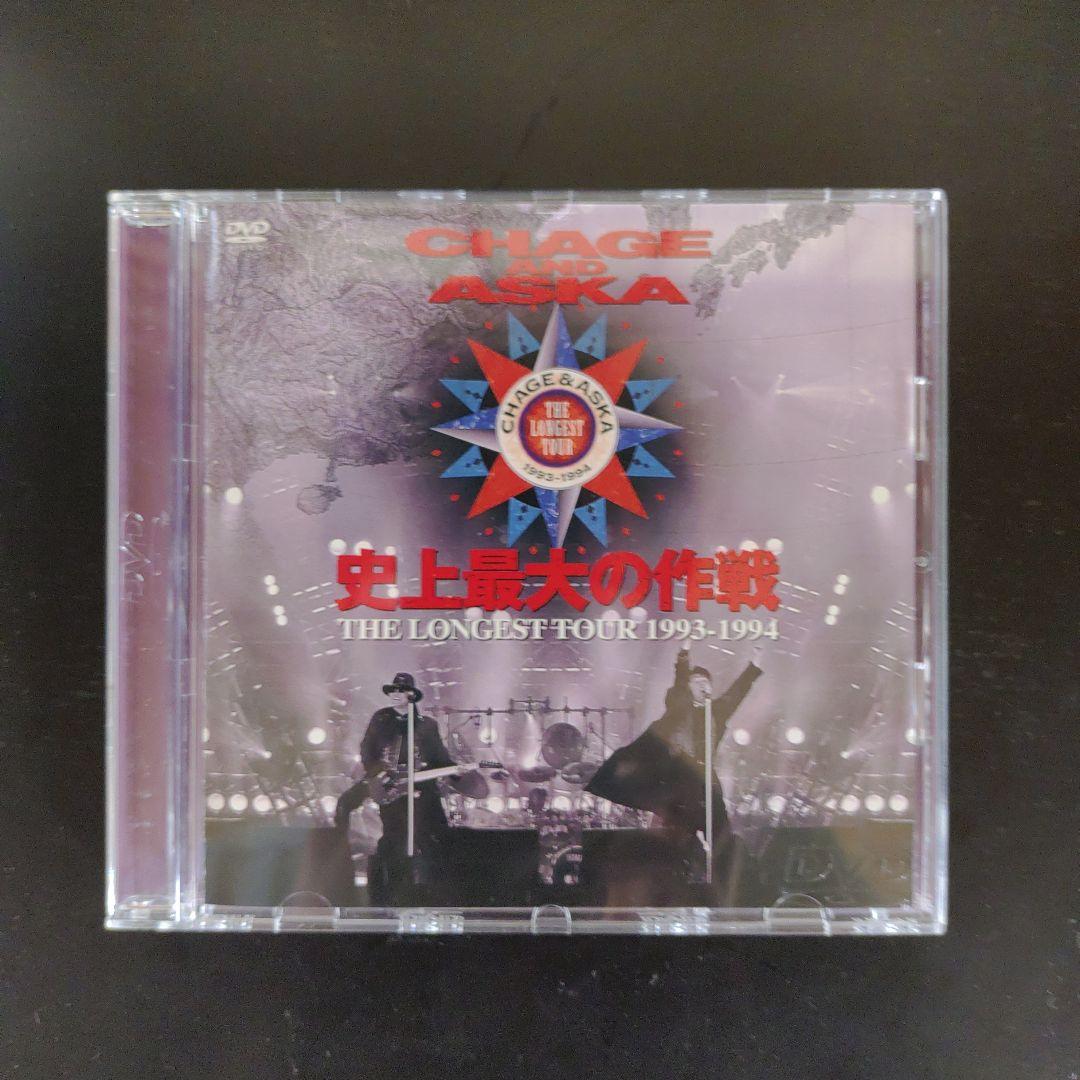 DVD
CHAGE
AND
ASKA
CHAGE & ASKA
THE
LONGEST
TOUR
1993-1994
史上最大の作戦
THE LONGEST TOUR 1993-1994
DVD